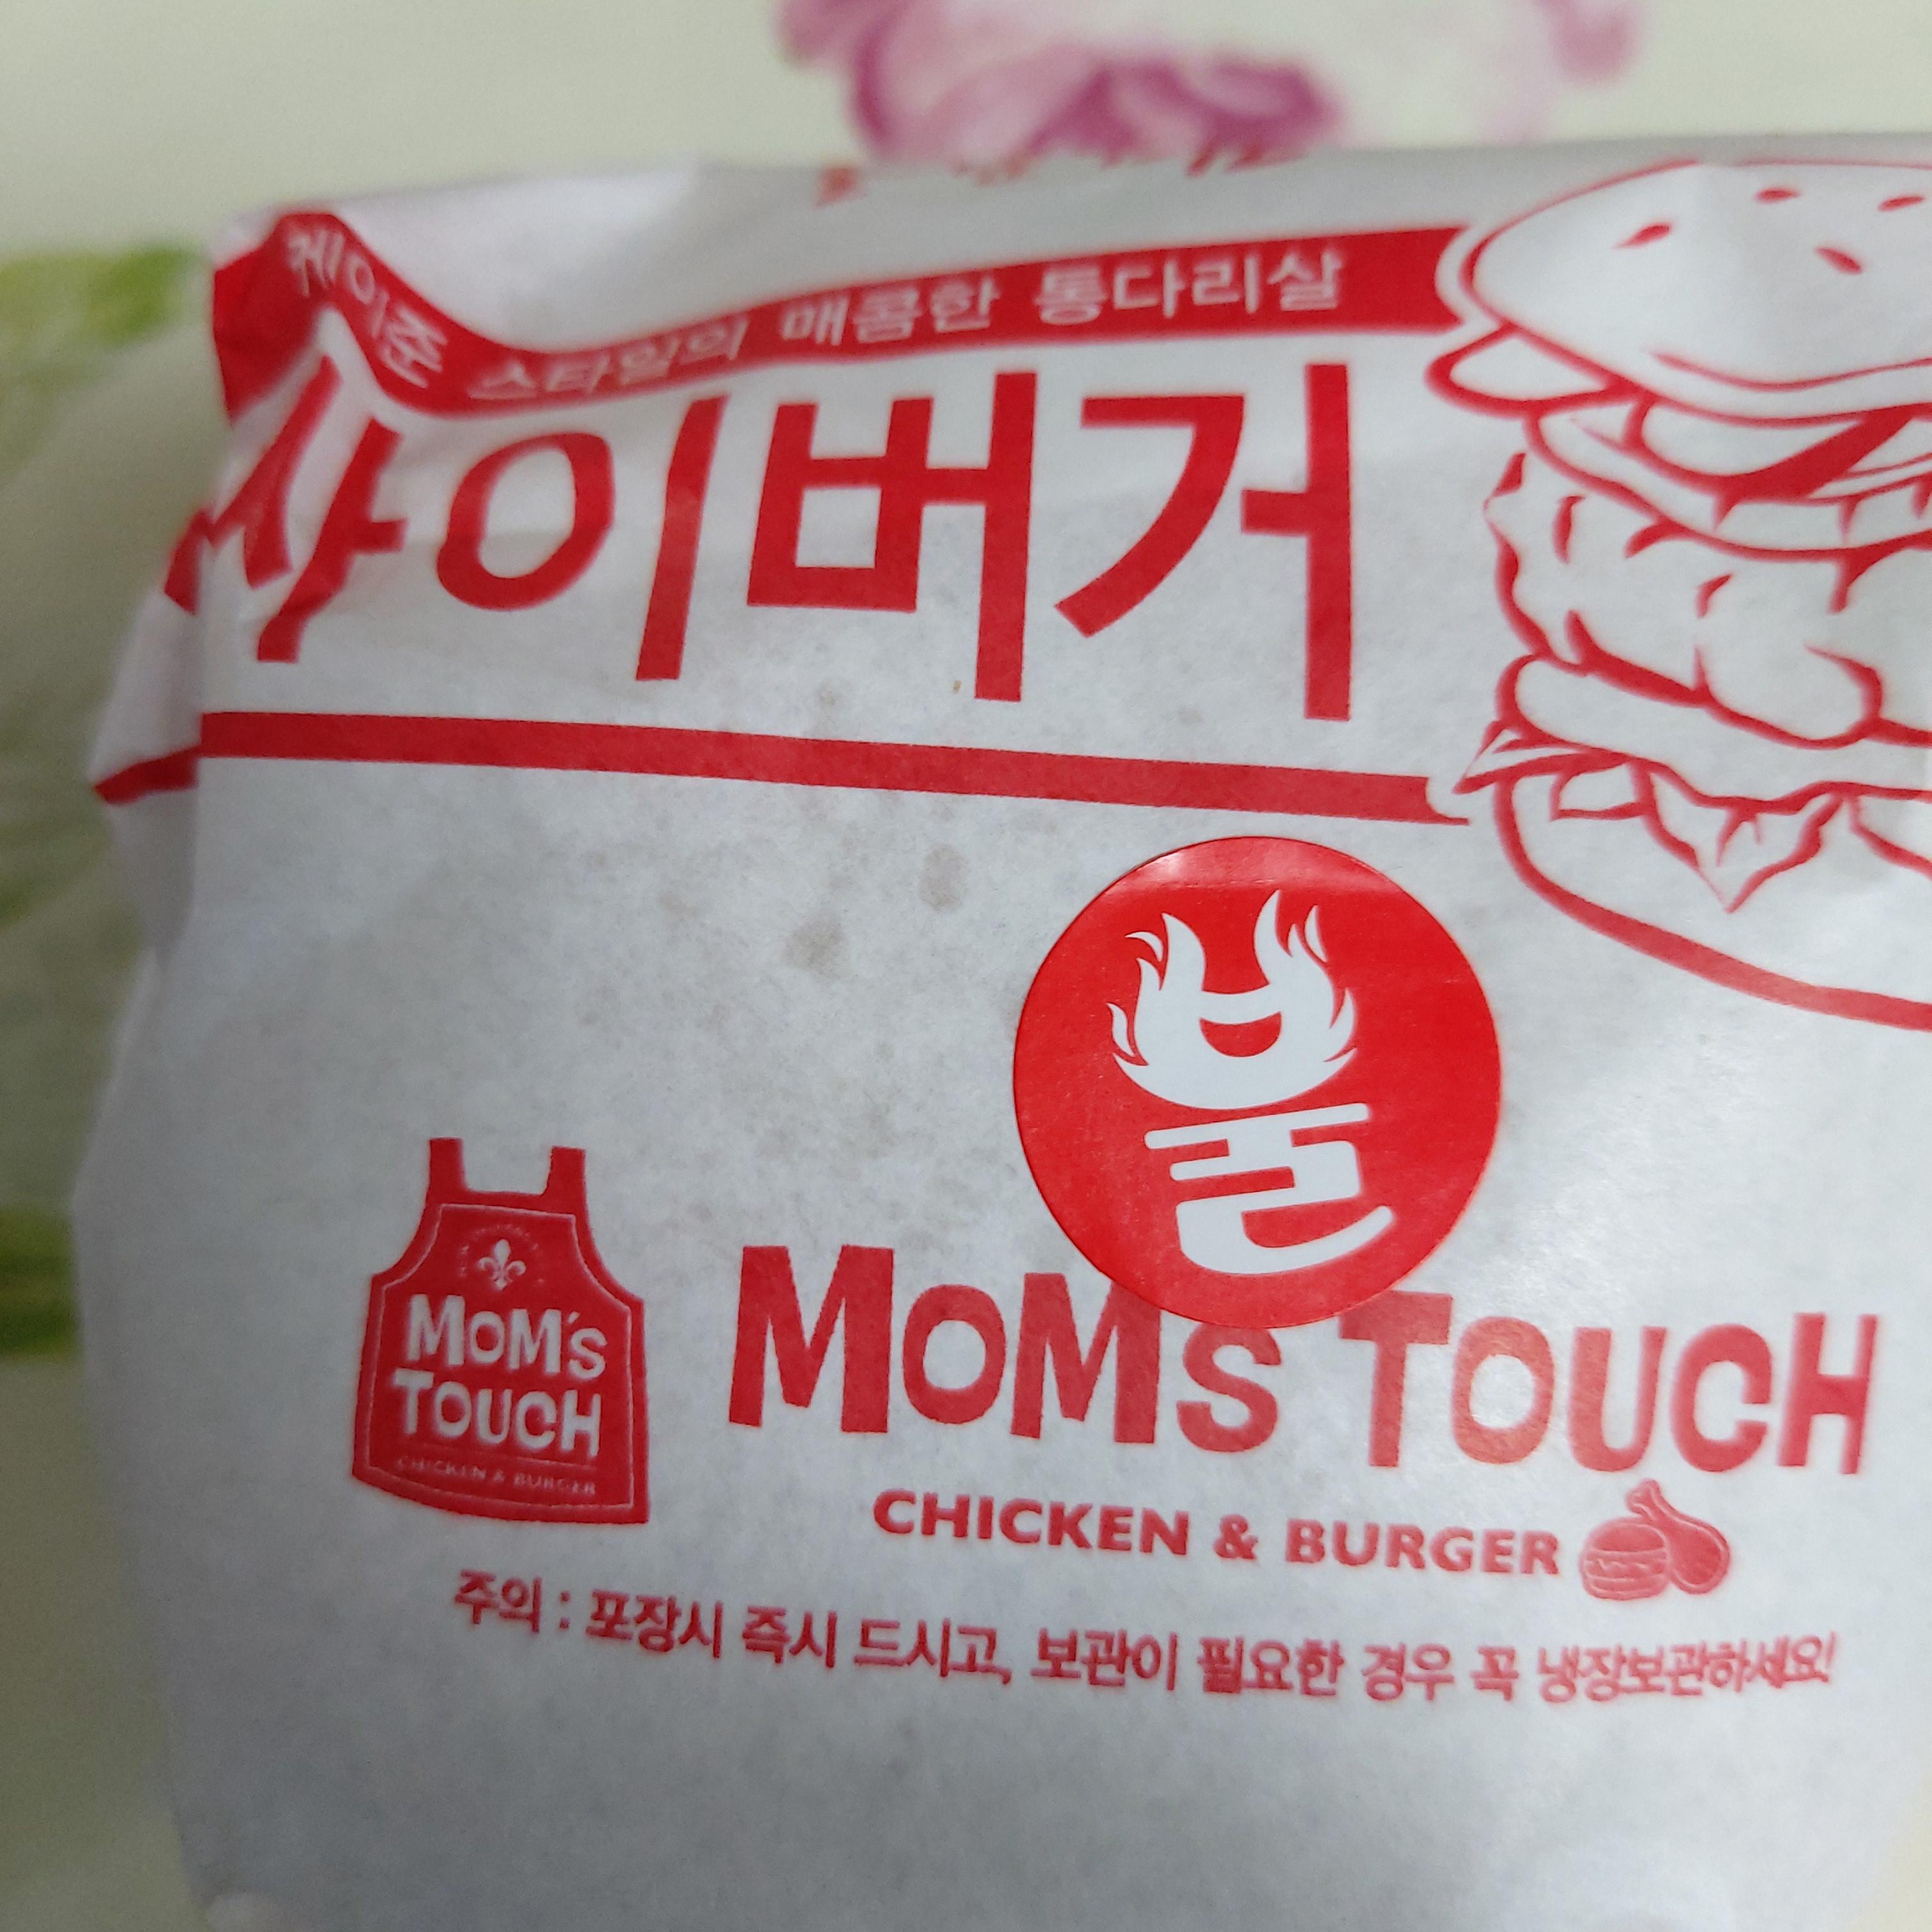 케이준 스타일의 매콤한 통다리살
싸이버거
불
MOM'S
TOUCH
CHICKEN & BURGER
MOM'S TOUCH
CHICKEN & BURGER
주의 : 포장시 즉시 드시고, 보관이 필요한 경우 꼭 냉장보관하세요!